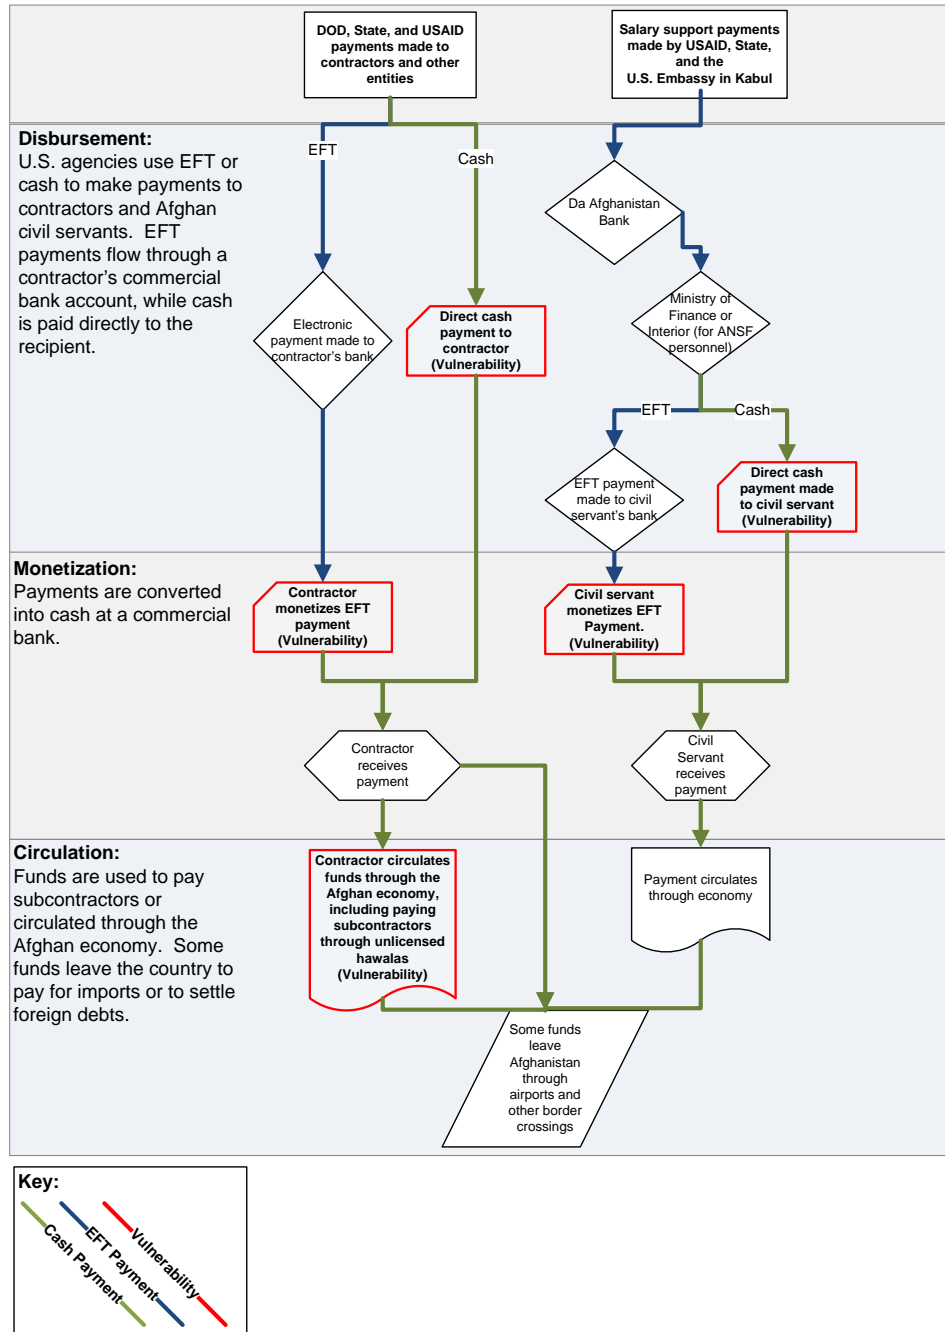 DOD, State, and USAID
payments made to
contractors and other
entities
Salary support payments
made by USAID, State,
and the
U.S. Embassy in Kabul
Disbursement:
U.S. agencies use EFT or
cash to make payments to
contractors and Afghan
civil servants.  EFT
payments flow through a
contractor's commercial
bank account, while cash
is paid directly to the
recipient.
EFT
Cash
Da Afghanistan
Bank
Electronic
payment made to
contractor's bank
Direct cash
payment to
contractor
(Vulnerability)
Ministry of
Finance or
Interior (for ANSF
personnel)
EFT
Cash
EFT payment
made to civil
servant's bank
Direct cash
payment made
to civil servant
(Vulnerability)
Monetization:
Payments are converted
into cash at a commercial
bank.
Contractor
monetizes EFT
payment
(Vulnerability)
Civil servant
monetizes EFT
Payment.
(Vulnerability)
Contractor
receives
payment
Civil
Servant
receives
payment
Circulation:
Funds are used to pay
subcontractors or
circulated through the
Afghan economy.  Some
funds leave the country to
pay for imports or to settle
foreign debts.
Contractor circulates
funds through the
Afghan economy,
including paying
subcontractors
through unlicensed
hawalas
(Vulnerability)
Payment circulates
through economy
Some funds
leave
Afghanistan
through
airports and
other border
crossings
Key:
Cash Payment
EFT Payment
Vulnerability